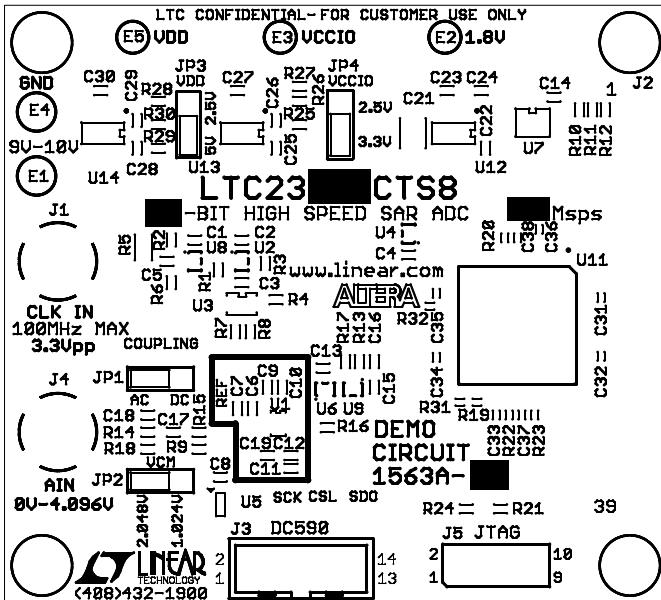 LTC CONFIDENTIAL-FOR CUSTOMER USE ONLY
E5 VDD
E3 VCCIO
E2 1.8V
J2
GND
E4
9V-10V
E1
C30
C29
R28
R30
R29
C28
U14
JP3
VDD
2.5V
5V
U13
C27
C26
R27
R26
R25
C25
JP4
VCCIO
2.5V
3.3V
C21
C23
C24
C22
U12
C14
U7
1
R10
R11
R12
LTC23
CTS8
-BIT HIGH SPEED SAR ADC
Msps
J1
CLK IN
100MHz MAX
3.3Vpp
R5
R2
C5
R6
C1
U8
R1
C2
U2
R3
C3
U3
R4
R7
R8
U4
C4
www.linear.com
ALTERA
R20
C38
C36
U11
R32
C35
C34
C31
C32
R17
R13
C16
C13
C15
U6
U9
R16
R31
R19
C33
R22
C37
R23
COUPLING
JP1
AC
DC
J4
AIN
0V-4.096V
C18
R14
R18
C17
R9
R15
VCM
JP2
2.048V
1.024V
REF
C7
C6
C9
C10
U1
C19
C12
C11
C8
U5
SCK CSL SDO
DEMO
CIRCUIT
1563A-
R24
R21
39
LINEAR
TECHNOLOGY
(408)432-1900
J3 DC590
2
1
14
13
J5 JTAG
2
1
10
9